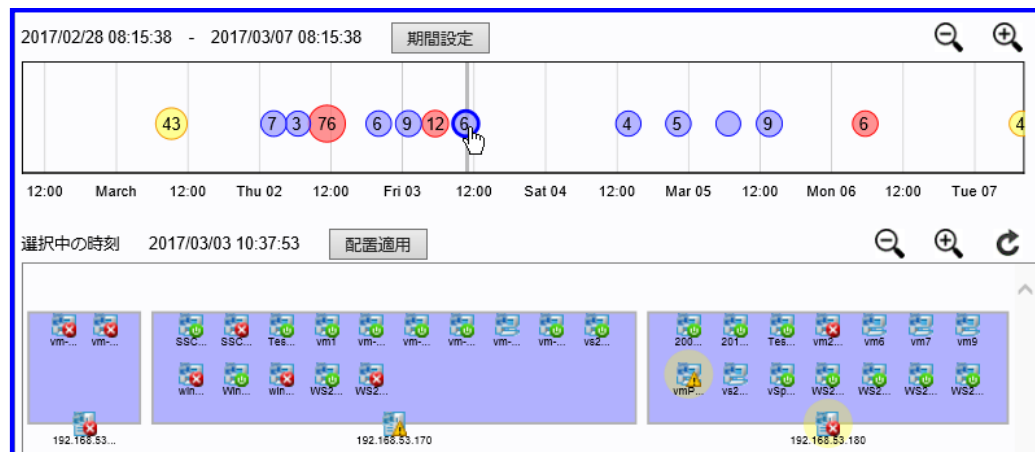 2017/02/28 08:15:38 - 2017/03/07 08:15:38 期間設定
43 7 3 76 6 9 12 6 4 5 9 6 4
12:00 March 12:00 Thu 02 12:00 Fri 03 12:00 Sat 04 12:00 Mar 05 12:00 Mon 06 12:00 Tue 07
選択中の時刻 2017/03/03 10:37:53 配置適用
vm-... vm-... SSC... SSC... Tes... vm1 vm-... vm-... vm-... vm-... vm-... vs2... 200... 201... Tes... vm2... vm6 vm7 vm9
win... Win... win... WS2... WS2... vmP... vs2... vSp... WS2... WS2... WS2... WS2...
192.168.53... 192.168.53.170 192.168.53.180